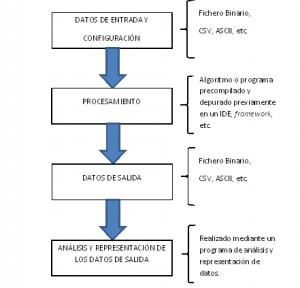 DATOS DE ENTRADA Y
CONFIGURACIÓN
Fichero Binario,
CSV, ASCII, etc.
PROCESAMIENTO
Algoritmo o programa
precompilado y
depurado previamente
en un IDE, framework,
etc.
DATOS DE SALIDA
Fichero Binario,
CSV, ASCII, etc.
ANÁLISIS Y REPRESENTACIÓN DE
LOS DATOS DE SALIDA
Realizado mediante un
programa de análisis y
representación de
datos.